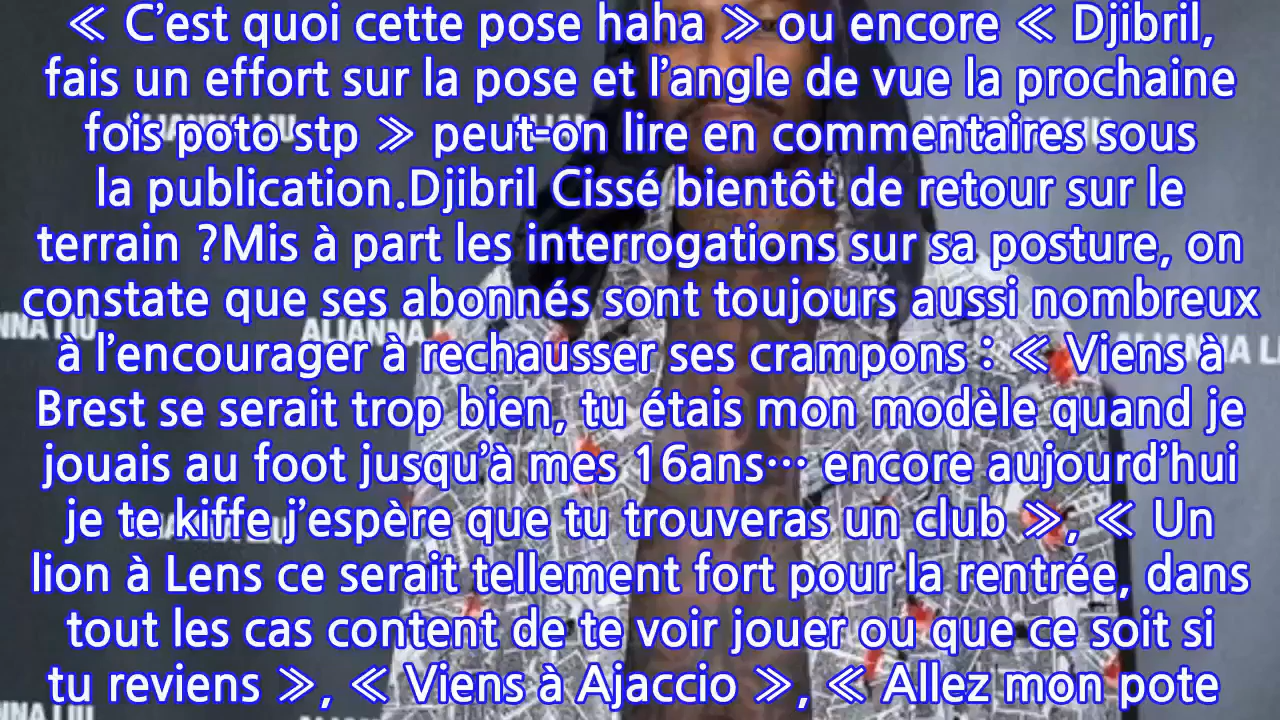 ≪ C’est quoi cette pose haha ≫ ou encore ≪ Djibril,
fais un effort sur la pose et l’angle de vue la prochaine
fois poto stp ≫ peut-on lire en commentaires sous
la publication.Djibril Cissé bientôt de retour sur le
terrain ?Mis à part les interrogations sur sa posture, on
constate que ses abonnés sont toujours aussi nombreux
à l’encourager à rechausser ses crampons : ≪ Viens à
Brest se serait trop bien, tu étais mon modèle quand je
jouais au foot jusqu’à mes 16ans… encore aujourd’hui
je te kiffe j’espère que tu trouveras un club ≫, ≪ Un
lion à Lens ce serait tellement fort pour la rentrée, dans
tout les cas content de te voir jouer ou que ce soit si
tu reviens ≫, ≪ Viens à Ajaccio ≫, ≪ Allez mon pote